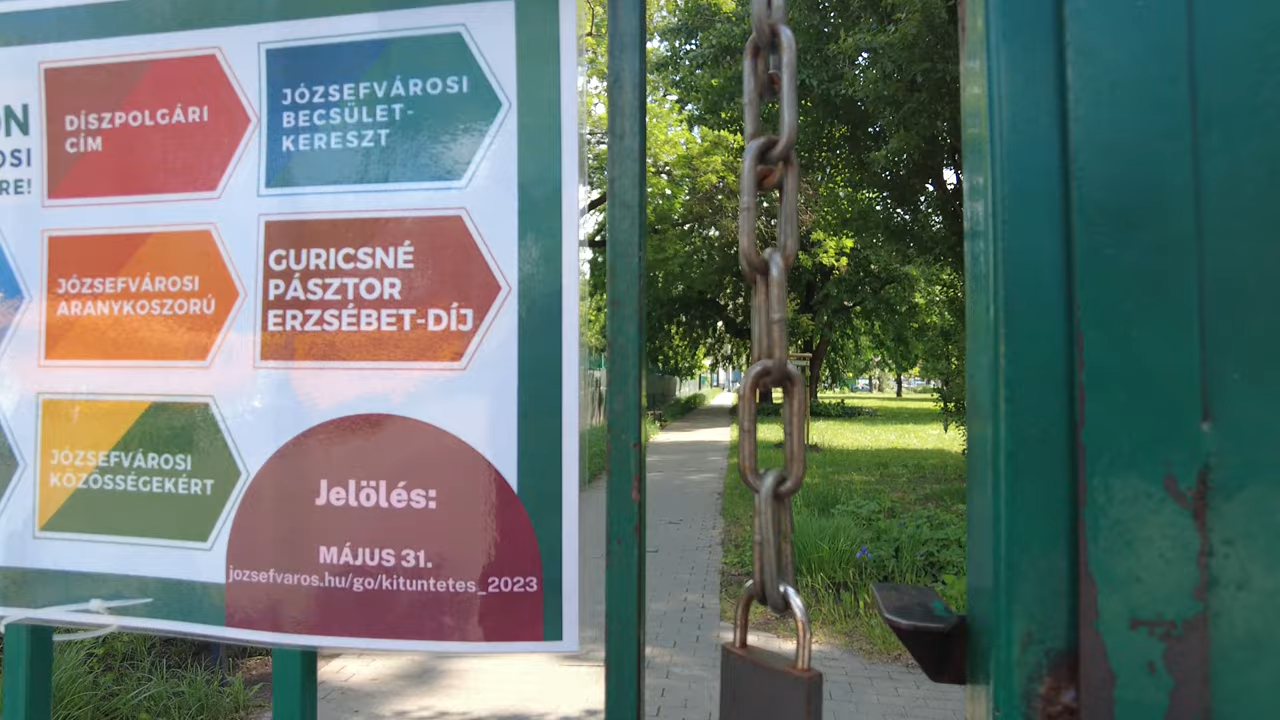 DÍSZPOLGÁRI
CÍM
JÓZSEFVÁROSI
BECSÜLET-
KERESZT
JÓZSEFVÁROSI
ARANYKOSZORÚ
GURICSNÉ
PÁSZTOR
ERZSÉBET-DÍJ
JÓZSEFVÁROSI
KÖZÖSSÉGEKÉRT
Jelölés:
MÁJUS 31.
jozsefvaros.hu/go/kituntetes_2023